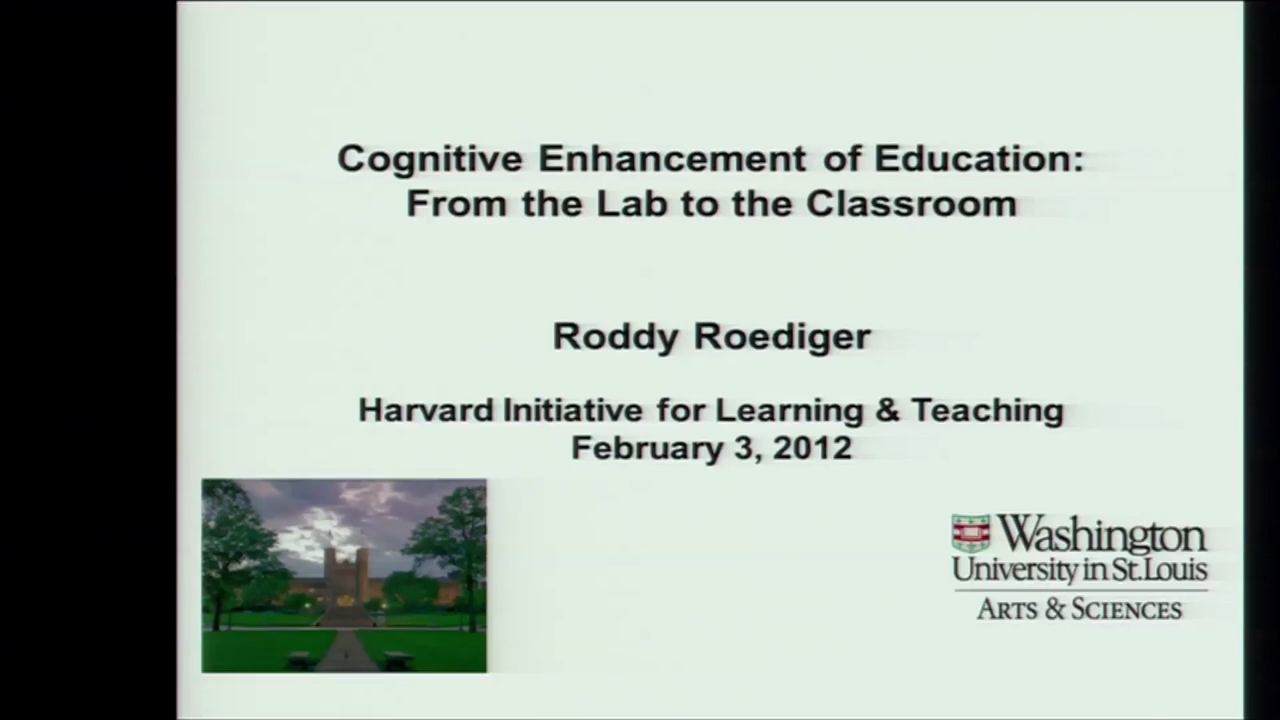 Cognitive Enhancement of Education:
From the Lab to the Classroom
Roddy Roediger
Harvard Initiative for Learning & Teaching
February 3, 2012
Washington
University in St. Louis
ARTS & SCIENCES